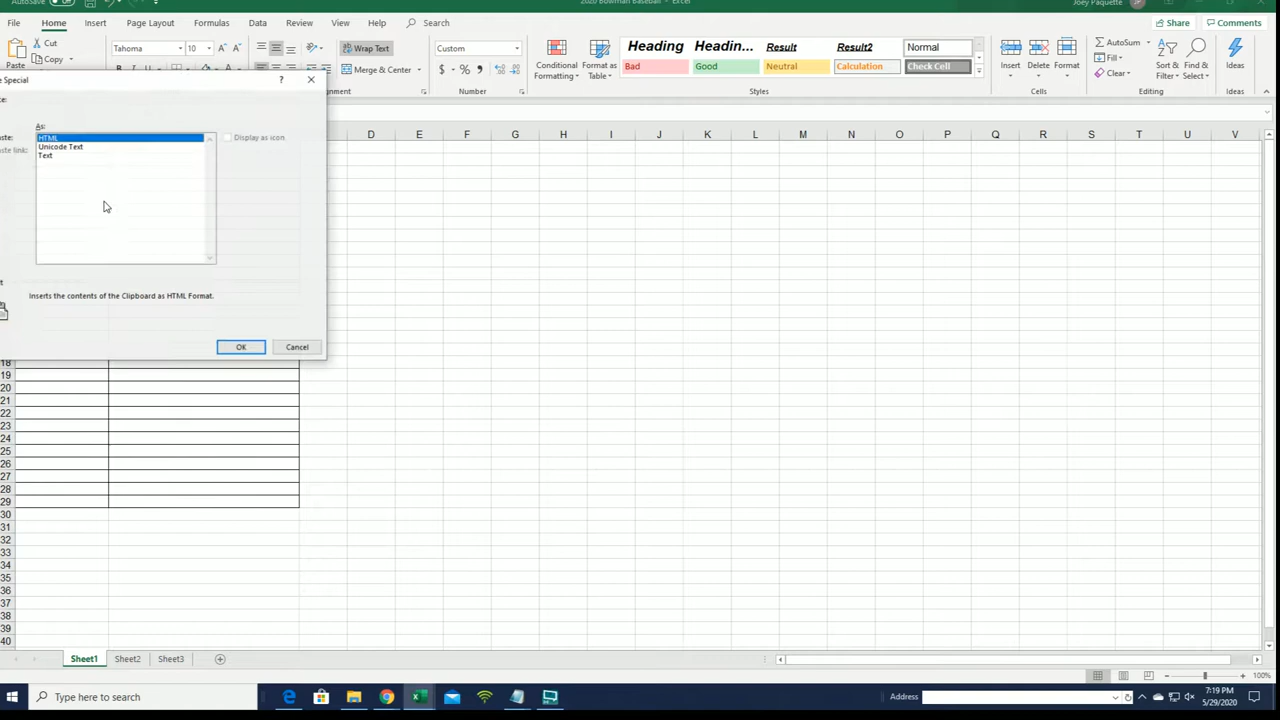 AutoSave Off 2020 Bowman Baseball - Excel Joey Paquette JP
File Home Insert Page Layout Formulas Data Review View Help Search Share Comments
Cut Tahoma 10 Wrap Text Custom Heading Headin... Result Result2 Normal AutoSum
Copy Fill
Paste Merge & Center $ % , Conditional Formatting Format as Table Bad Good Neutral Calculation Check Cell Insert Delete Format Clear Sort & Filter Find & Select Ideas
Number Styles Cells Editing Ideas
e Special ? ×
As:
HTML
Unicode Text
Text
Display as icon
Inserts the contents of the Clipboard as HTML Format.
OK Cancel
D E F G H I J K L M N O P Q R S T U V
18
19
20
21
22
23
24
25
26
27
28
29
30
31
32
33
34
35
36
37
38
39
40
Sheet1 Sheet2 Sheet3
100%
Type here to search Address 7:19 PM
5/29/2020